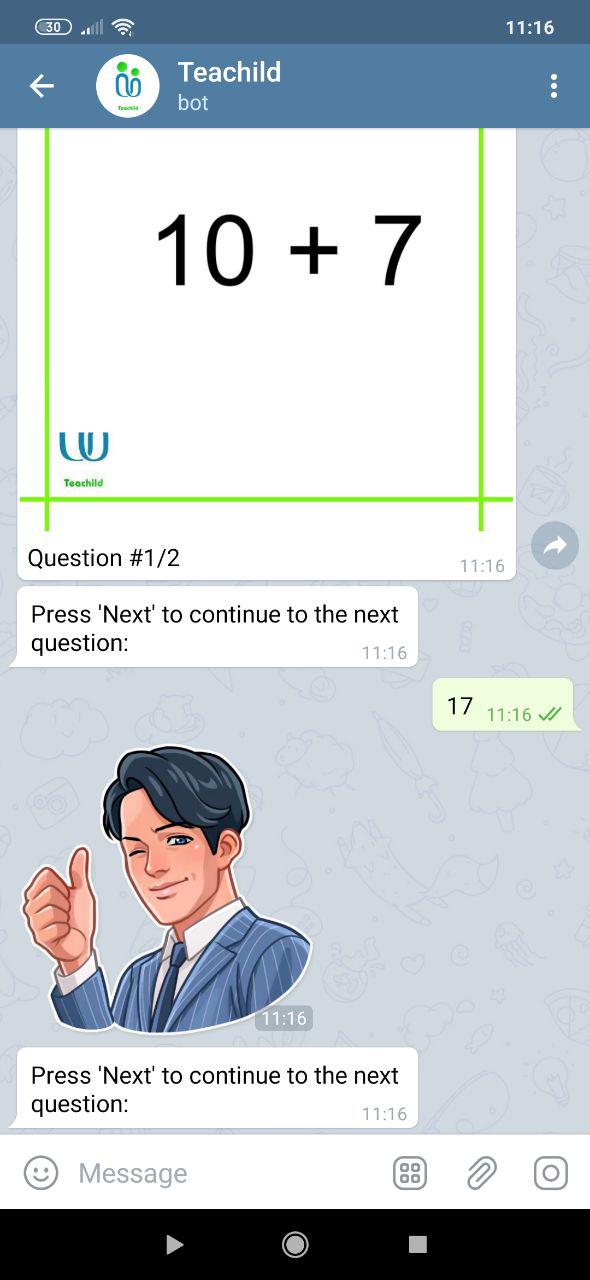 30
11:16
Teachild
Teachild
bot
10 + 7
Teachild
Question #1/2
11:16
Press 'Next' to continue to the next
question:
11:16
17
11:16
11:16
Press 'Next' to continue to the next
question:
11:16
Message